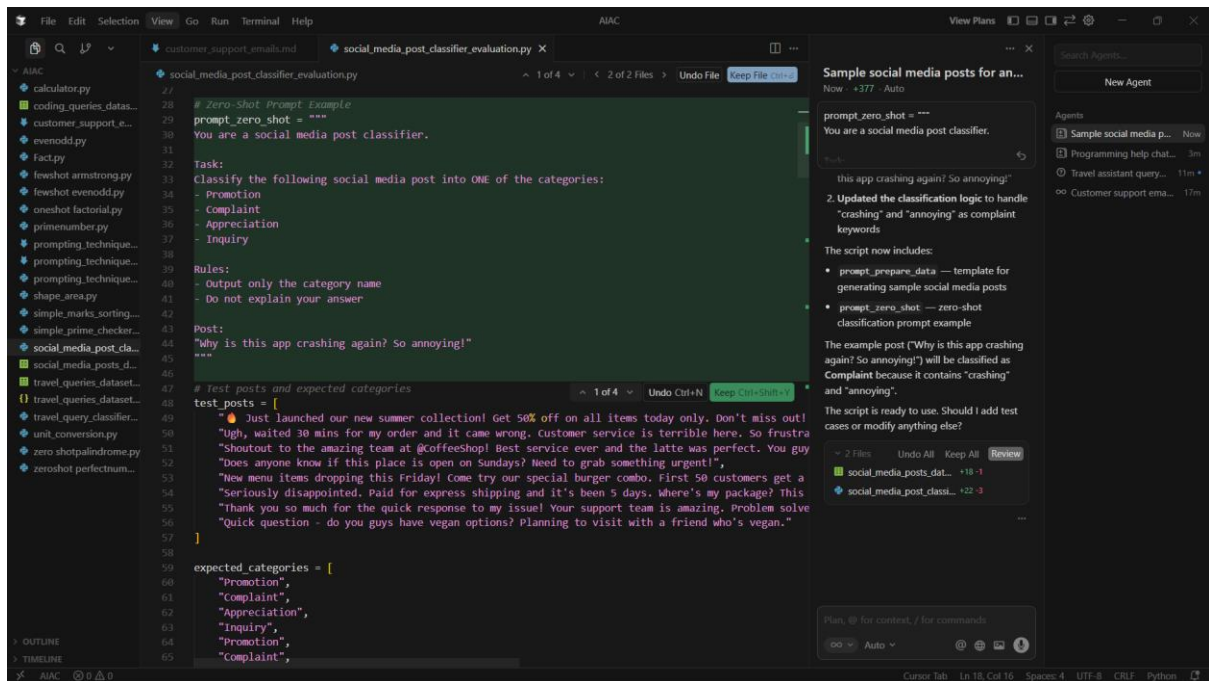 File Edit Selection View Go Run Terminal Help
AIAC
View Plans
AIAC
calculator.py
coding_queries_datas...
customer_support_e...
evenodd.py
Fact.py
fewshot armstrong.py
fewshot evenodd.py
oneshot factorial.py
primenumber.py
prompting_technique...
prompting_technique...
prompting_technique...
shape_area.py
simple_marks_sorting....
simple_prime_checker...
social_media_post_cla...
social_media_posts_d...
travel_queries_dataset...
travel_queries_dataset...
travel_query_classifier...
unit_conversion.py
zero shotpalindrome.py
zeroshot perfectnum...
OUTLINE
TIMELINE
customer_support_emails.md
social_media_post_classifier_evaluation.py
social_media_post_classifier_evaluation.py
1 of 4
2 of 2 Files
Undo File
Keep File Ctrl+⏎
27
28 # Zero-Shot Prompt Example
29 prompt_zero_shot = """
30 You are a social media post classifier.
31
32 Task:
33 Classify the following social media post into ONE of the categories:
34 - Promotion
35 - Complaint
36 - Appreciation
37 - Inquiry
38
39 Rules:
40 - Output only the category name
41 - Do not explain your answer
42
43 Post:
44 "Why is this app crashing again? So annoying!"
45 """
46
47 # Test posts and expected categories
1 of 4 Undo Ctrl+N Keep Ctrl+Shift+Y
48 test_posts = [
49 "🔥 Just launched our new summer collection! Get 50% off on all items today only. Don't miss out!
50 "Ugh, waited 30 mins for my order and it came wrong. Customer service is terrible here. So frustra
51 "Shoutout to the amazing team at @CoffeeShop! Best service ever and the latte was perfect. You guy
52 "Does anyone know if this place is open on Sundays? Need to grab something urgent!",
53 "New menu items dropping this Friday! Come try our special burger combo. First 50 customers get a
54 "Seriously disappointed. Paid for express shipping and it's been 5 days. Where's my package? This
55 "Thank you so much for the quick response to my issue! Your support team is amazing. Problem solve
56 "Quick question - do you guys have vegan options? Planning to visit with a friend who's vegan."
57 ]
58
59 expected_categories = [
60 "Promotion",
61 "Complaint",
62 "Appreciation",
63 "Inquiry",
64 "Promotion",
65 "Complaint",
Sample social media posts for an...
Now · +377 · Auto
prompt_zero_shot = """
You are a social media post classifier.
Task:
this app crashing again? So annoying!"
2. Updated the classification logic to handle
"crashing" and "annoying" as complaint
keywords
The script now includes:
• prompt_prepare_data — template for
generating sample social media posts
• prompt_zero_shot — zero-shot
classification prompt example
The example post ("Why is this app crashing
again? So annoying!") will be classified as
Complaint because it contains "crashing"
and "annoying".
The script is ready to use. Should I add test
cases or modify anything else?
2 Files Undo All Keep All Review
social_media_posts_dat... +18 -1
social_media_post_classi... +22 -3
Plan, @ for context, / for commands
Auto
Search Agents...
New Agent
Agents
Sample social media p... Now
Programming help chat... 3m
Travel assistant query... 11m
Customer support ema... 17m
AIAC 0 0
Cursor Tab Ln 18, Col 16 Spaces: 4 UTF-8 CRLF Python